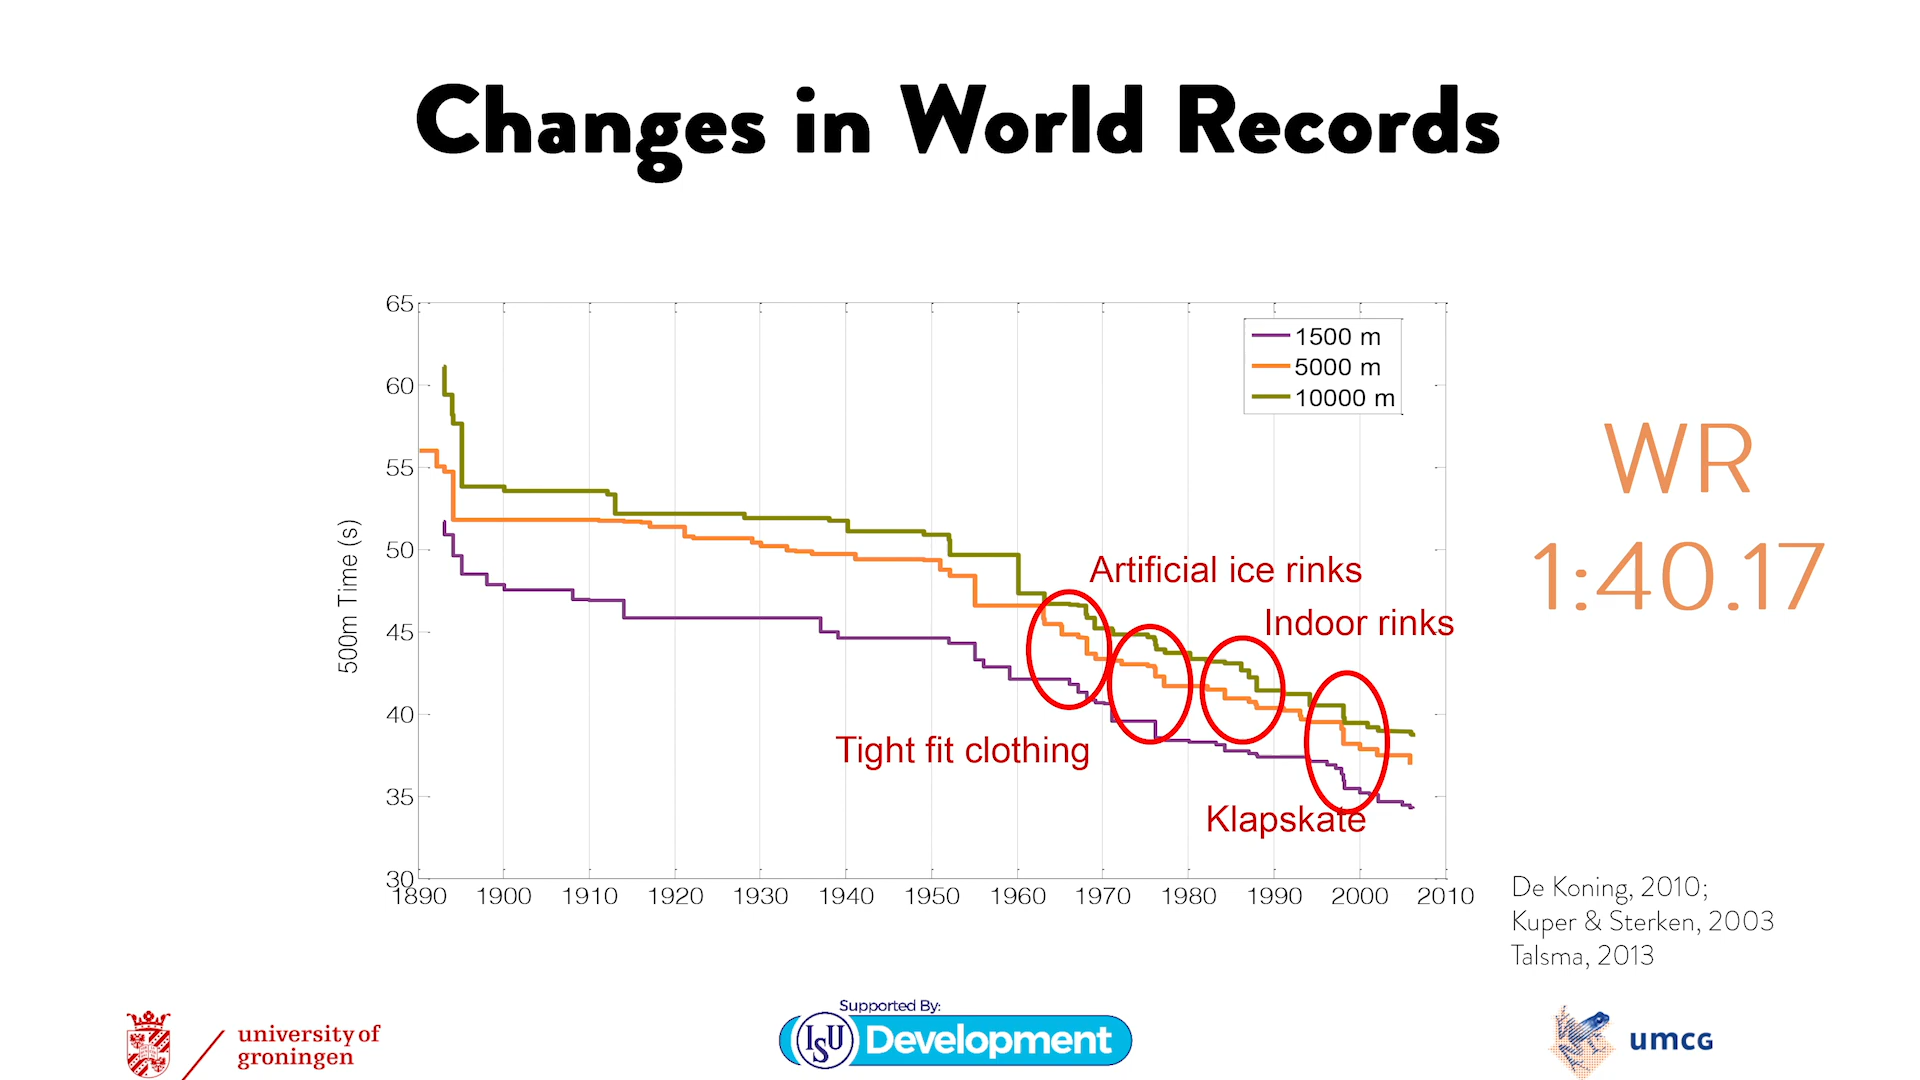 Changes in World Records
65
60
55
50
45
40
35
30
500m Time (s)
1890 1900 1910 1920 1930 1940 1950 1960 1970 1980 1990 2000 2010
1500 m
5000 m
10000 m
Artificial ice rinks
Indoor rinks
Tight fit clothing
Klapskate
WR
1:40.17
De Koning, 2010;
Kuper & Sterken, 2003
Talsma, 2013
university of
groningen
Supported By:
ISU Development
umcg